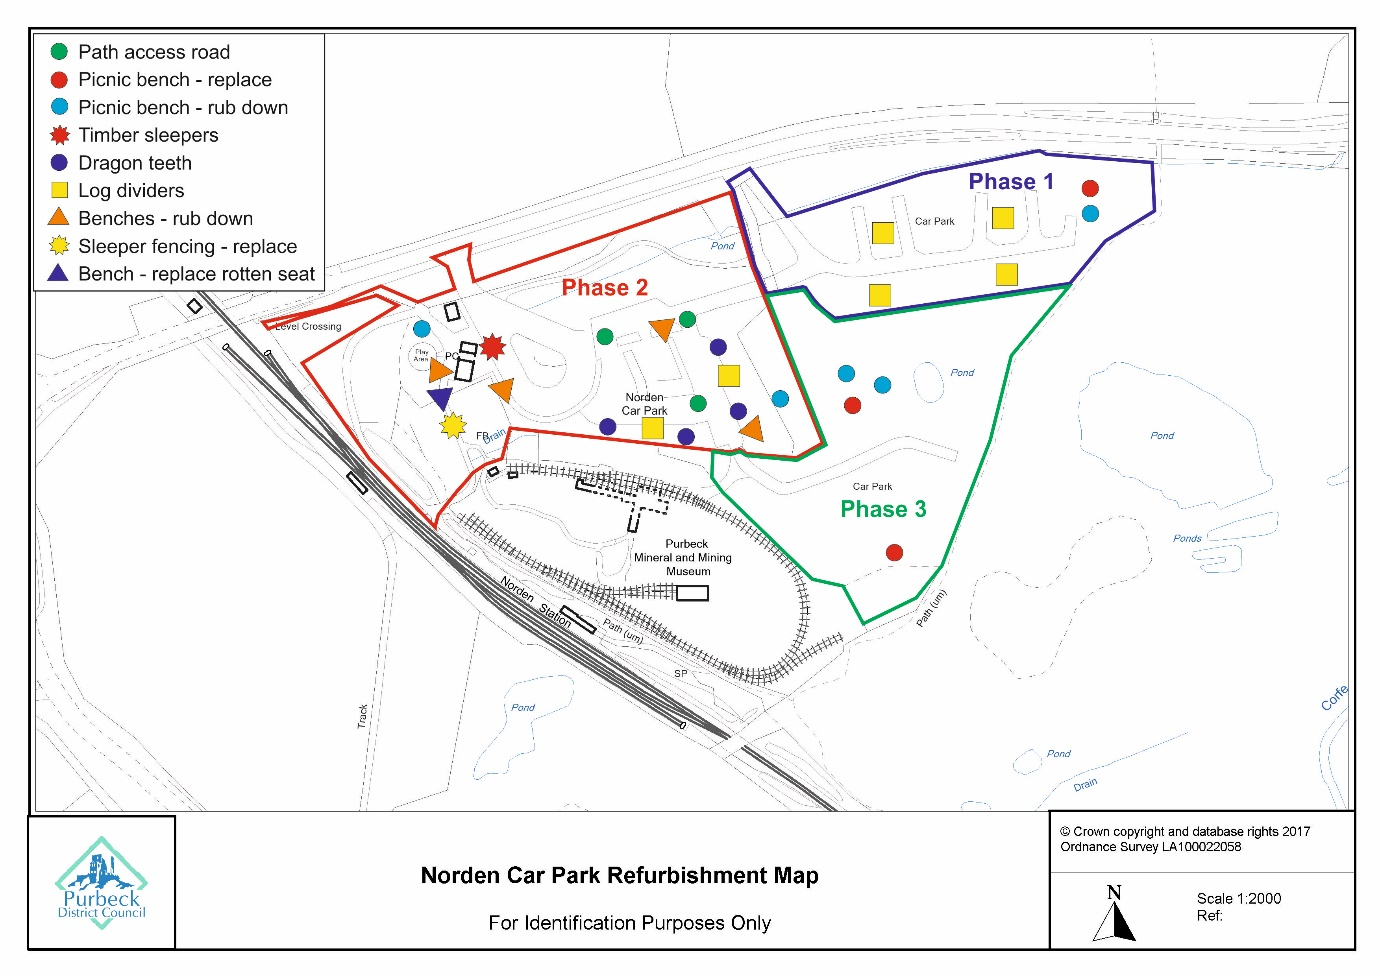 Path access road
Picnic bench - replace
Picnic bench - rub down
Timber sleepers
Dragon teeth
Log dividers
Benches - rub down
Sleeper fencing - replace
Bench - replace rotten seat
Phase 1
Car Park
Pond
Phase 2
Level Crossing
Play
Area
PC
Norden
Car Park
FB
Drain
Pond
Pond
Car Park
Phase 3
Ponds
Purbeck
Mineral and Mining
Museum
Norden Station
Path (um)
Path (um)
SP
Track
Pond
Pond
Drain
Corfe
Purbeck
District Council
Norden Car Park Refurbishment Map
For Identification Purposes Only
© Crown copyright and database rights 2017
Ordnance Survey LA100022058
N
Scale 1:2000
Ref: